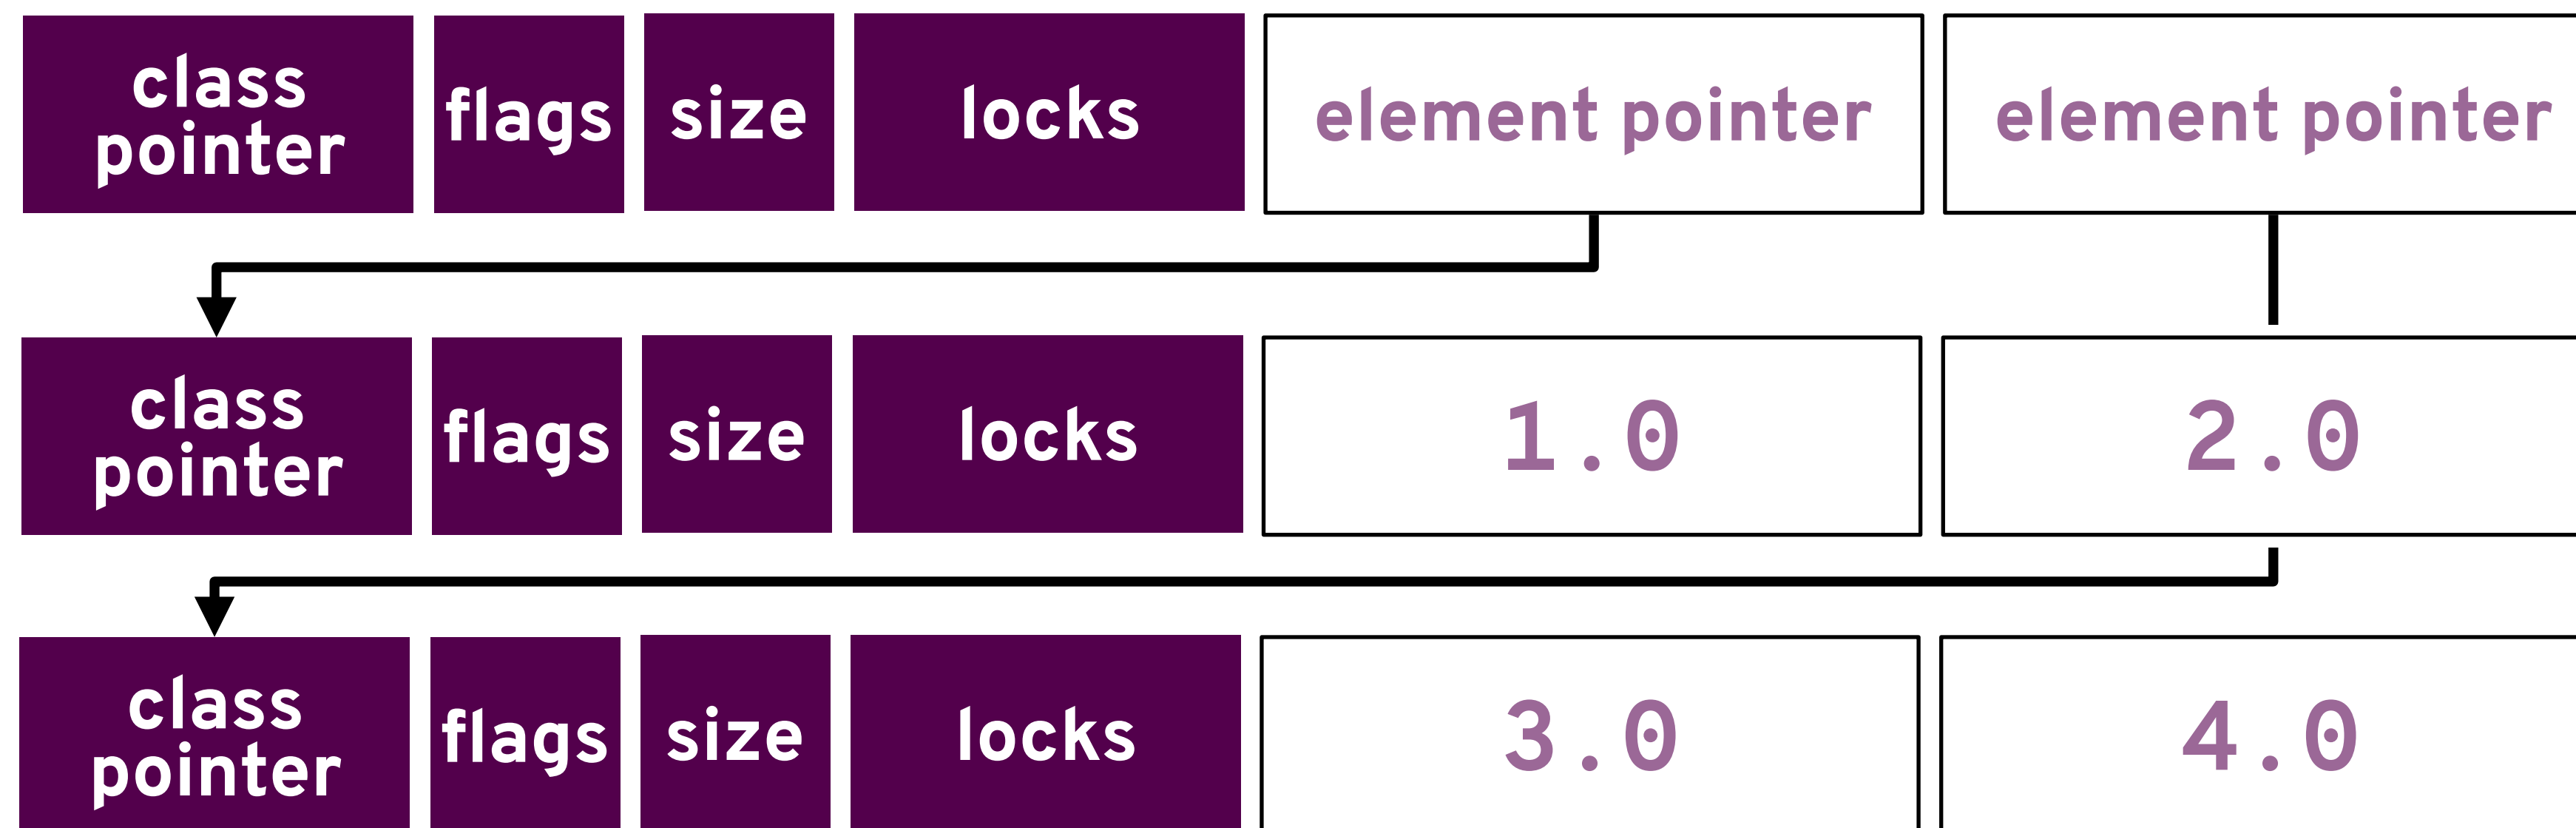 class
pointer
flags
size
locks
element pointer
element pointer
class
pointer
flags
size
locks
1.0
2.0
class
pointer
flags
size
locks
3.0
4.0